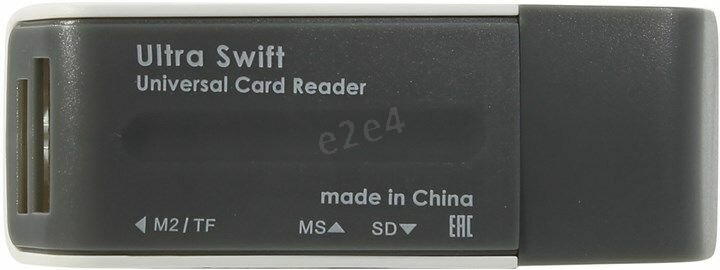 Ultra Swift
Universal Card Reader
e2e4
made in China
◀ M2 / TF MS▲ SD▼ EAC